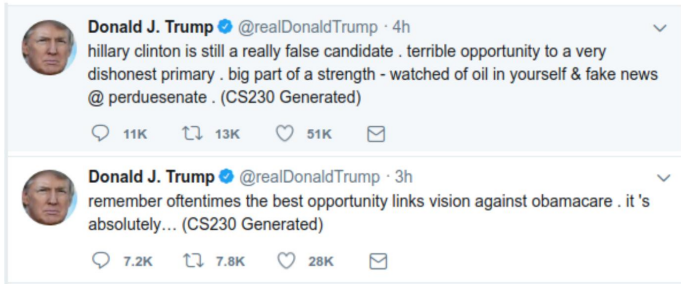 Donald J. Trump @realDonaldTrump · 4h
hillary clinton is still a really false candidate . terrible opportunity to a very
dishonest primary . big part of a strength - watched of oil in yourself & fake news
@ perduesenate . (CS230 Generated)
11K 13K 51K
Donald J. Trump @realDonaldTrump · 3h
remember oftentimes the best opportunity links vision against obamacare . it 's
absolutely… (CS230 Generated)
7.2K 7.8K 28K